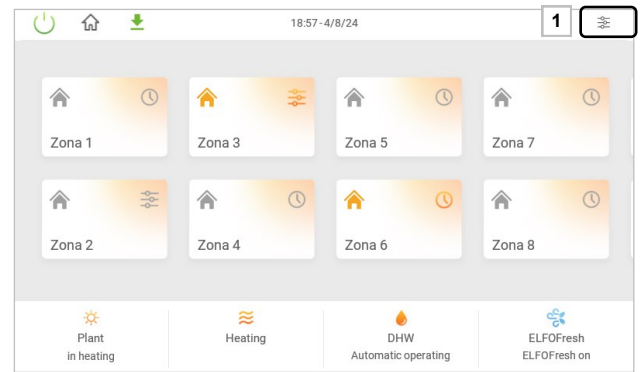 18:57-4/8/24
1
Zona 1
Zona 3
Zona 5
Zona 7
Zona 2
Zona 4
Zona 6
Zona 8
Plant
in heating
Heating
DHW
Automatic operating
ELFOFresh
ELFOFresh on